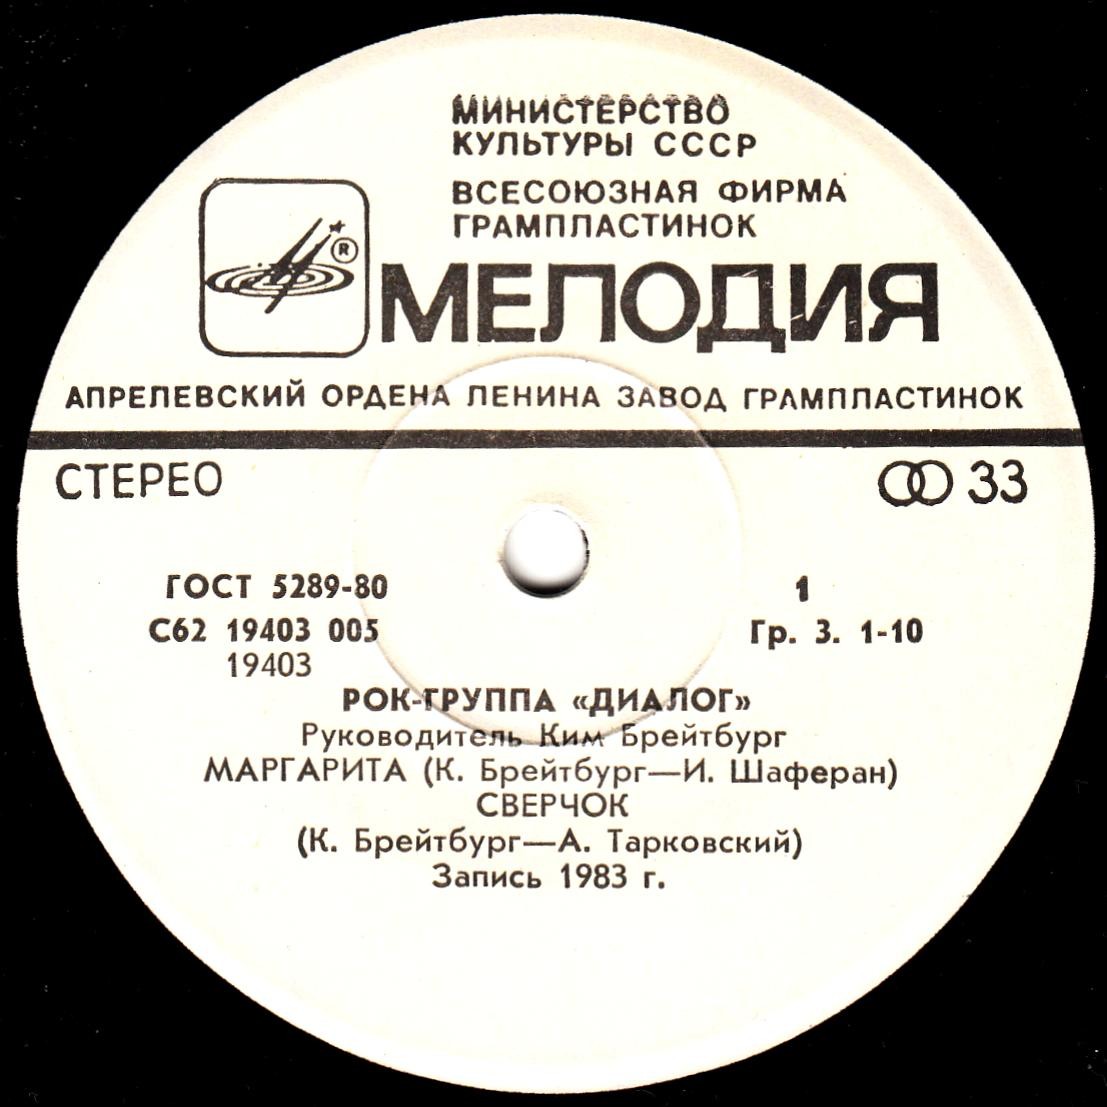 МИНИСТЕРСТВО
КУЛЬТУРЫ СССР
ВСЕСОЮЗНАЯ ФИРМА
ГРАМПЛАСТИНОК
®
МЕЛОДИЯ
АПРЕЛЕВСКИЙ ОРДЕНА ЛЕНИНА ЗАВОД ГРАМПЛАСТИНОК
СТЕРЕО 33
ГОСТ 5289-80 1
С62 19403 005 Гр. 3. 1-10
19403
РОК-ГРУППА «ДИАЛОГ»
Руководитель Ким Брейтбург
МАРГАРИТА (К. Брейтбург—И. Шаферан)
СВЕРЧОК
(К. Брейтбург—А. Тарковский)
Запись 1983 г.